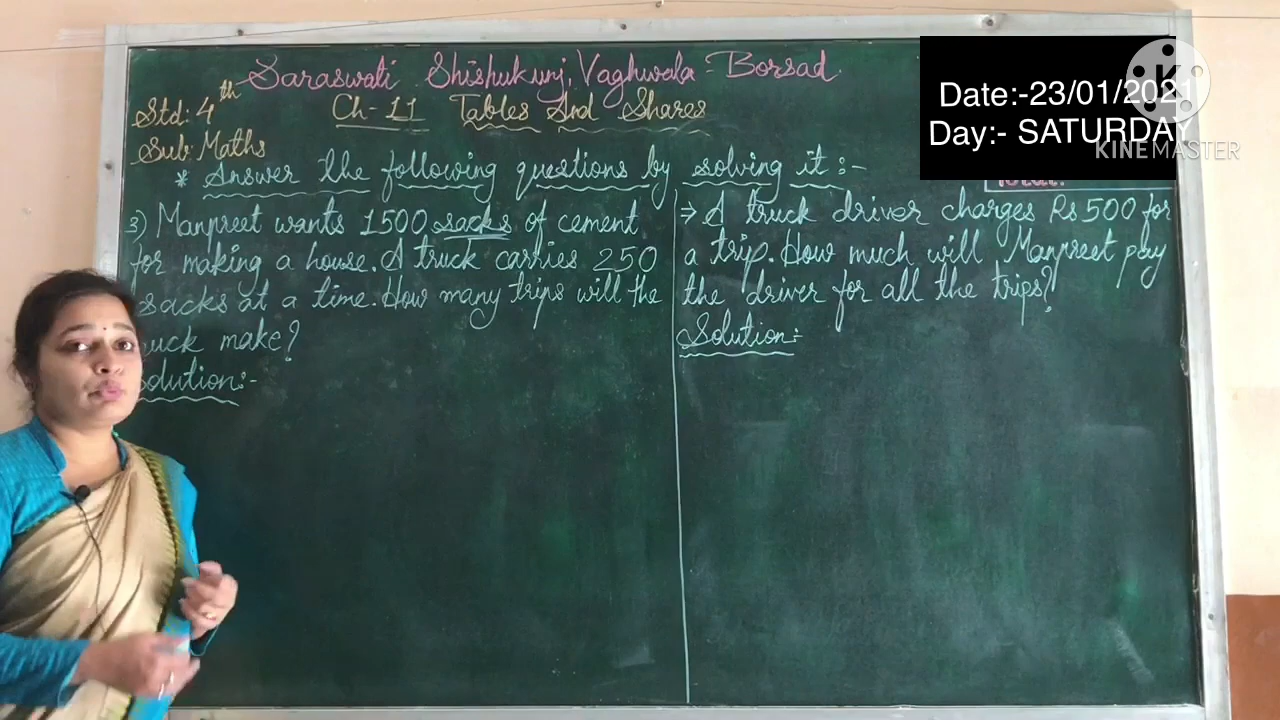 Saraswati Shishukunj, Vaghwala - Borsad.
Std: 4th
Ch-11 Tables And Shares
Sub: Maths
Date:-23/01/2021
Day:- SATURDAY
KINEMASTER
* Answer the following questions by solving it :-
Total:
3) Manpreet wants 1500 sacks of cement
for making a house. A truck carries 250
sacks at a time. How many trips will the
truck make?
Solution:-
⇒ A truck driver charges Rs 500 for
a trip. How much will Manpreet pay
the driver for all the trips?
Solution:-